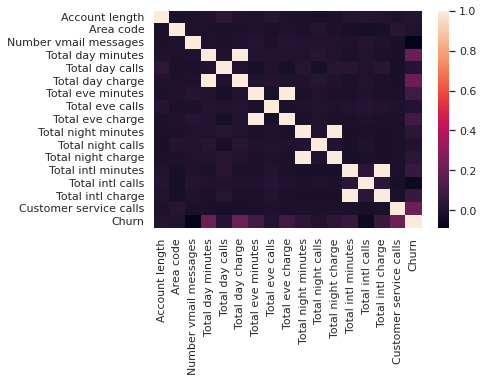 Account length
Area code
Number vmail messages
Total day minutes
Total day calls
Total day charge
Total eve minutes
Total eve calls
Total eve charge
Total night minutes
Total night calls
Total night charge
Total intl minutes
Total intl calls
Total intl charge
Customer service calls
Churn
Account length
Area code
Number vmail messages
Total day minutes
Total day calls
Total day charge
Total eve minutes
Total eve calls
Total eve charge
Total night minutes
Total night calls
Total night charge
Total intl minutes
Total intl calls
Total intl charge
Customer service calls
Churn
1.0
0.8
0.6
0.4
0.2
0.0